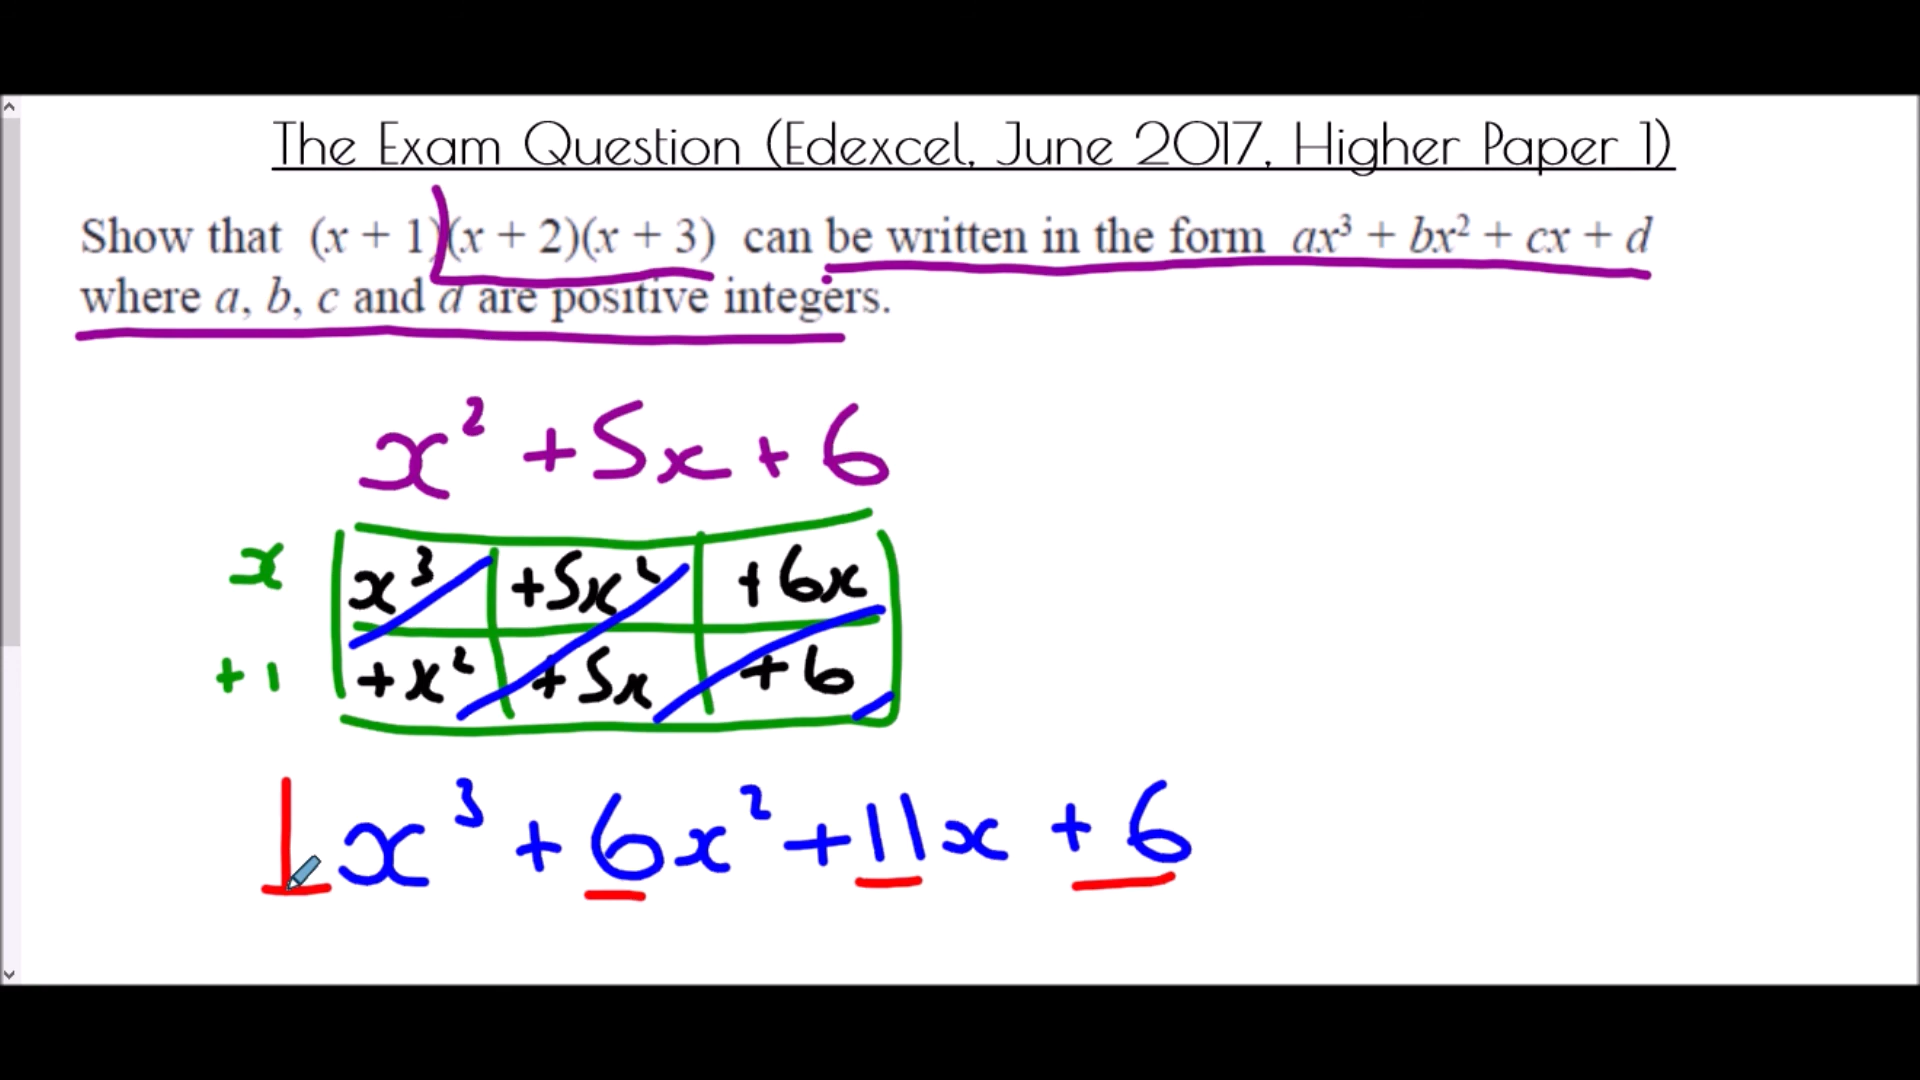 The Exam Question (Edexcel, June 2017, Higher Paper 1)
Show that (x + 1)(x + 2)(x + 3) can be written in the form ax³ + bx² + cx + d
where a, b, c and d are positive integers.
x² + 5x + 6
x x³ +5x² +6x
+1 +x² +5x +6
1x³ + 6x² + 11x + 6